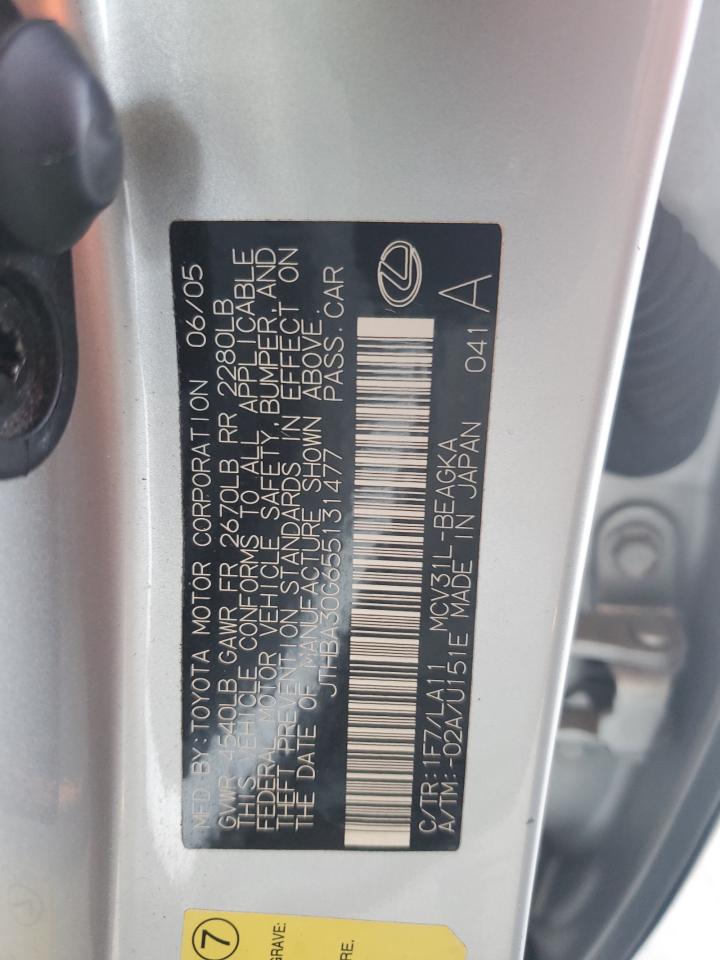 MFD BY: TOYOTA MOTOR CORPORATION 06/05
GVWR 4540LB GAWR FR 2670LB RR 2280LB
THIS VEHICLE CONFORMS TO ALL APPLICABLE
FEDERAL MOTOR VEHICLE SAFETY, BUMPER, AND
THEFT PREVENTION STANDARDS IN EFFECT ON
THE DATE OF MANUFACTURE SHOWN ABOVE.
JTHBA30G655131477 PASS.CAR
C/TR:1F7/LA11 MCV31L-BEAGKA 041 A
A/TM:-02A/U151E MADE IN JAPAN
7
GRAVE:
RE.